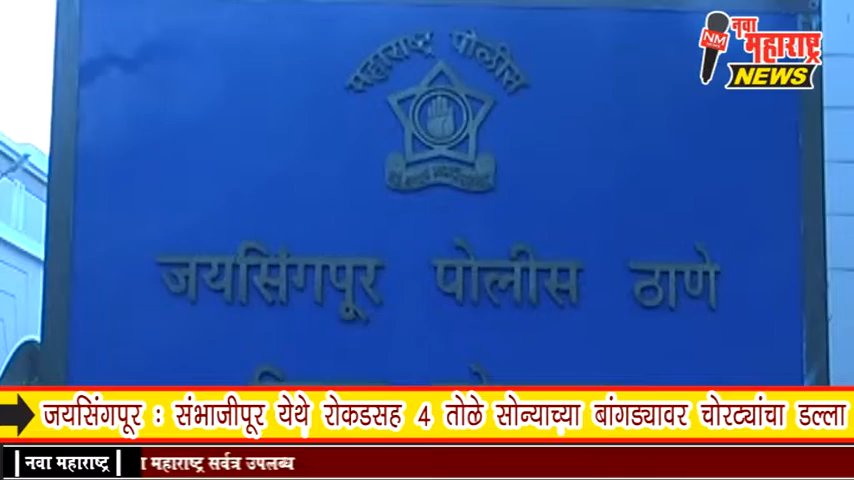 नवा
NM
NEWS
महाराष्ट्र
NEWS
महाराष्ट्र पोलीस
जयसिंगपूर पोलीस ठाणे
जयसिंगपूर : संभाजीपूर येथे रोकडसह 4 तोळे सोन्याच्या बांगड्यावर चोरट्यांचा डल्ला
नवा महाराष्ट्र
महाराष्ट्र सर्वत्र उपलब्ध